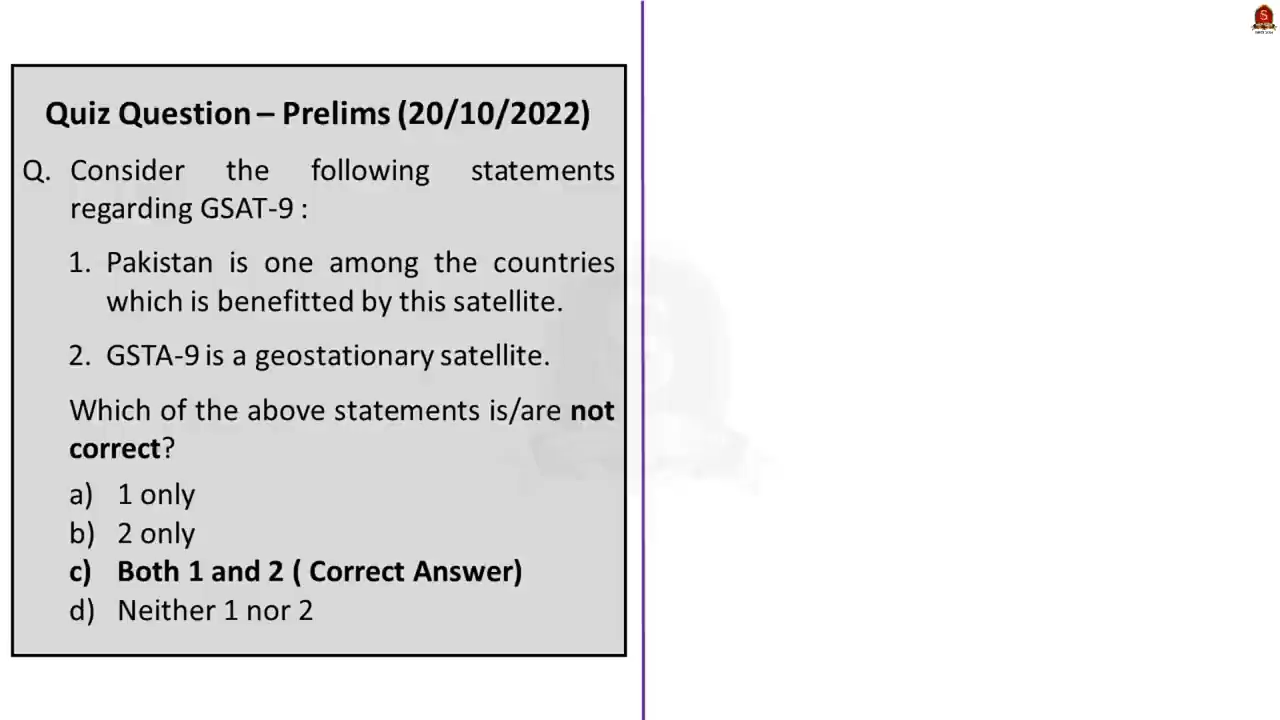 Quiz Question – Prelims (20/10/2022)
Q. Consider the following statements
regarding GSAT-9 :
1. Pakistan is one among the countries
which is benefitted by this satellite.
2. GSTA-9 is a geostationary satellite.
Which of the above statements is/are not
correct?
a) 1 only
b) 2 only
c) Both 1 and 2 ( Correct Answer)
d) Neither 1 nor 2